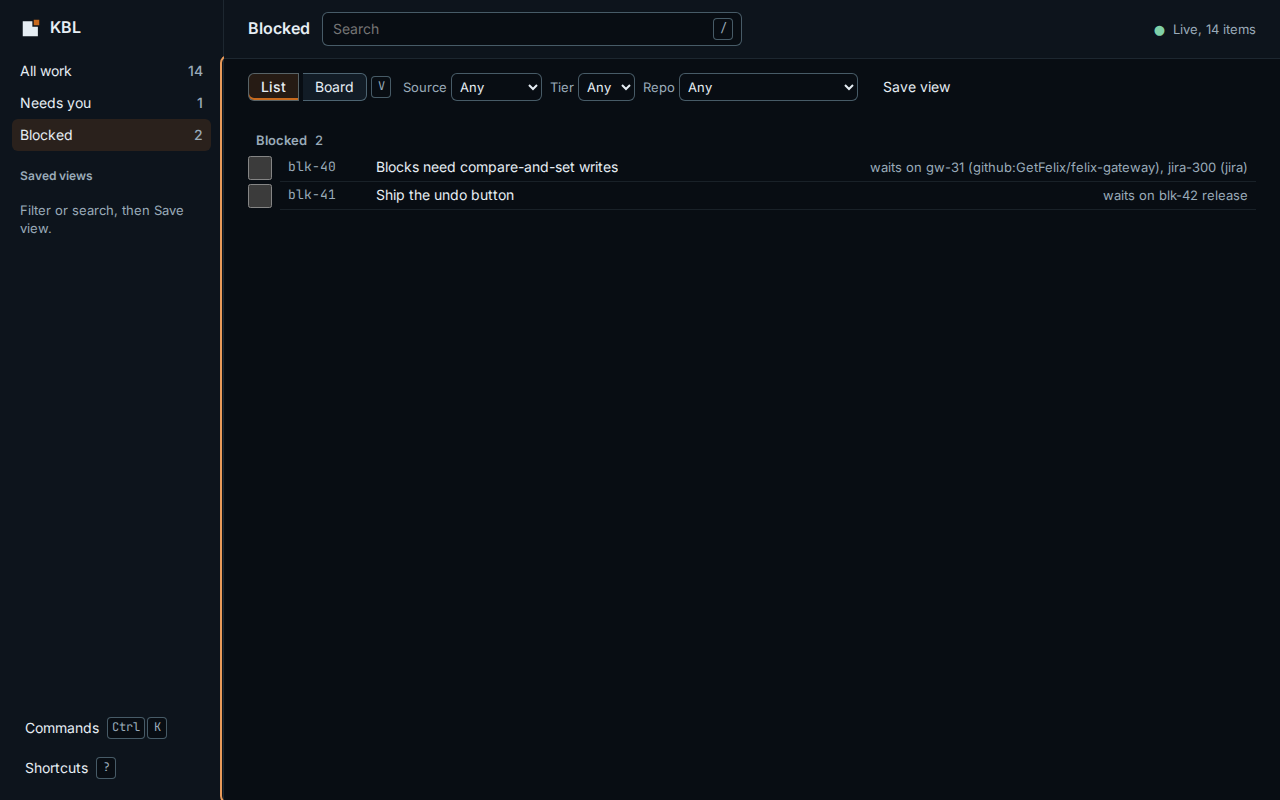 KBL
All work 14
Needs you 1
Blocked 2
Saved views
Filter or search, then Save
view.
Commands Ctrl K
Shortcuts ?
Blocked Search / Live, 14 items
List Board V Source Any Tier Any Repo Any Save view
Blocked 2
blk-40 Blocks need compare-and-set writes waits on gw-31 (github:GetFelix/felix-gateway), jira-300 (jira)
blk-41 Ship the undo button waits on blk-42 release